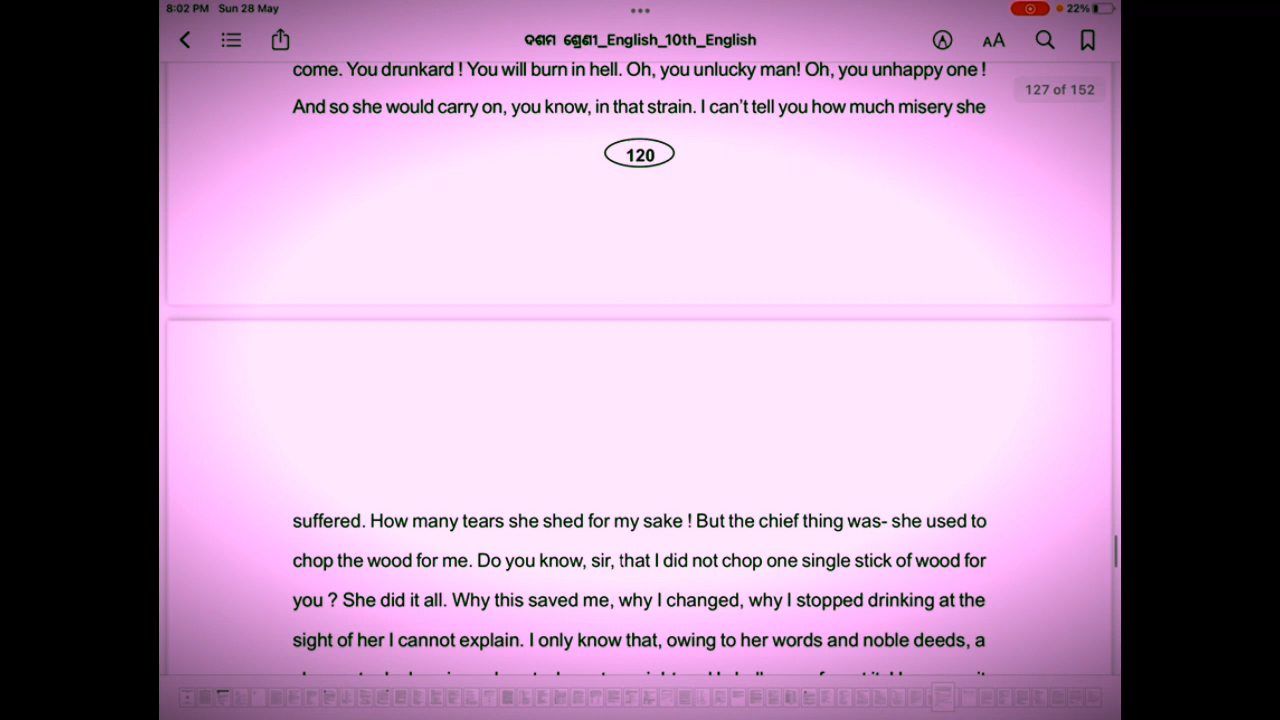 8:02 PM Sun 28 May
22%
ଦଶମ ଶ୍ରେଣୀ_English_10th_English
AA
come. You drunkard ! You will burn in hell. Oh, you unlucky man! Oh, you unhappy one !
127 of 152
And so she would carry on, you know, in that strain. I can't tell you how much misery she
120
suffered. How many tears she shed for my sake ! But the chief thing was- she used to
chop the wood for me. Do you know, sir, that I did not chop one single stick of wood for
you ? She did it all. Why this saved me, why I changed, why I stopped drinking at the
sight of her I cannot explain. I only know that, owing to her words and noble deeds, a